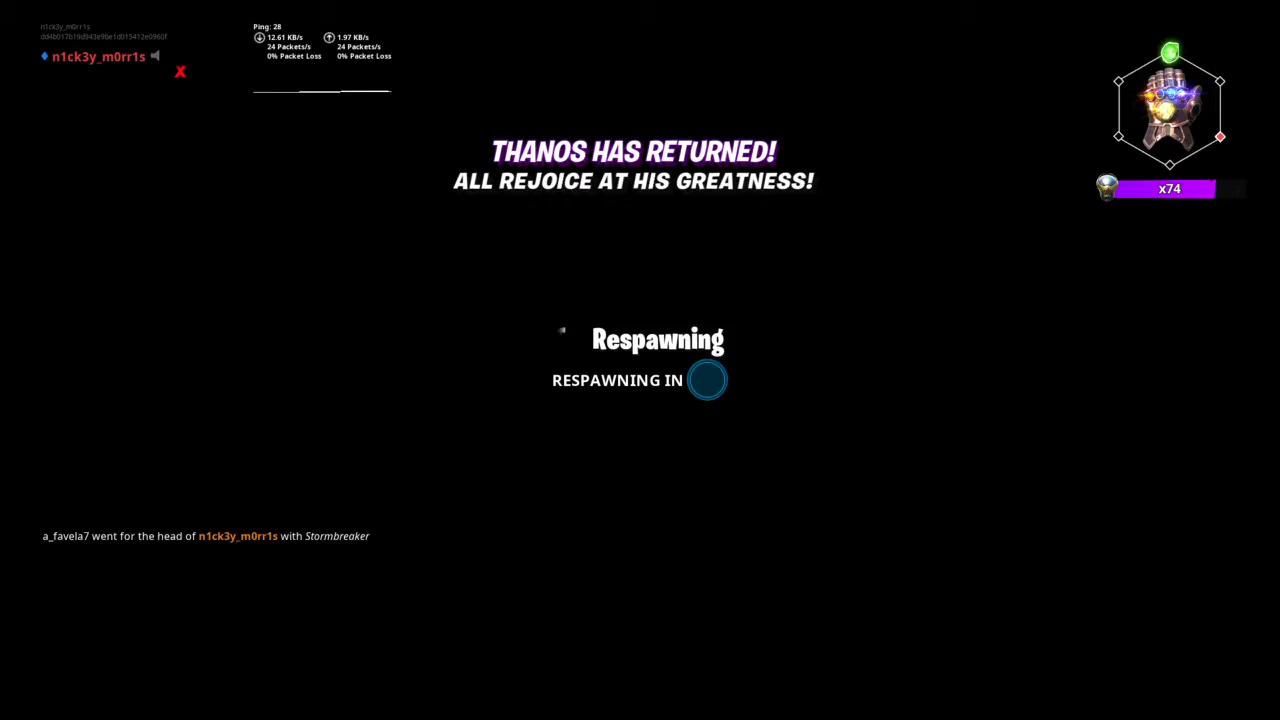 n1ck3y_m0rr1s
dd4b017b19d943e9be1d015412e0960f
n1ck3y_m0rr1s
X
Ping: 28
12.61 KB/s 1.97 KB/s
24 Packets/s 24 Packets/s
0% Packet Loss 0% Packet Loss
THANOS HAS RETURNED!
ALL REJOICE AT HIS GREATNESS!
x74
Respawning
RESPAWNING IN
a_favela7 went for the head of n1ck3y_m0rr1s with Stormbreaker